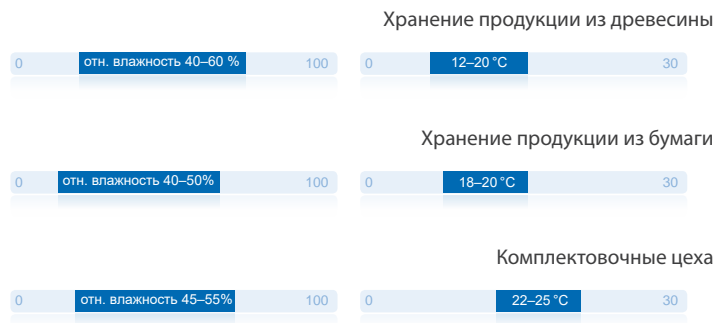 Хранение продукции из древесины
0 отн. влажность 40–60 % 100 0 12–20 °C 30
Хранение продукции из бумаги
0 отн. влажность 40–50% 100 0 18–20 °C 30
Комплектовочные цеха
0 отн. влажность 45–55% 100 0 22–25 °C 30